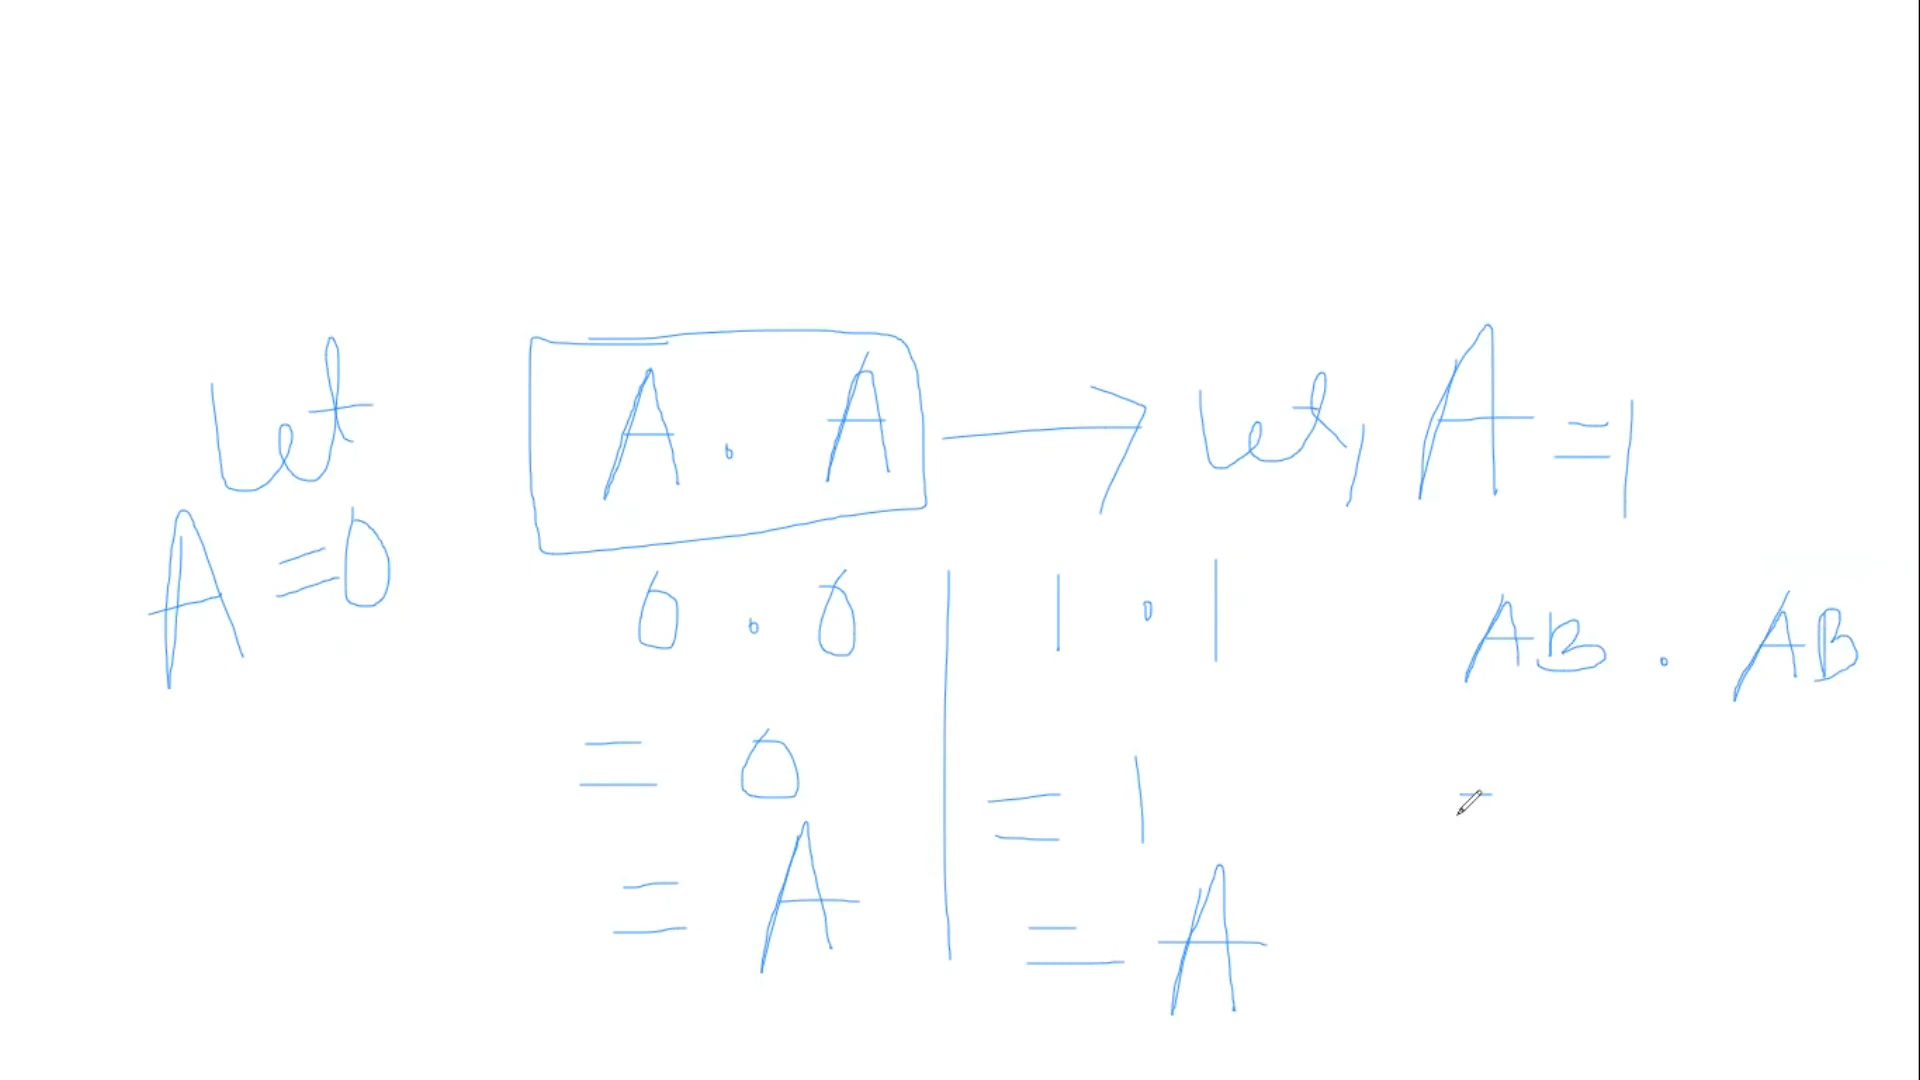 let A . A → let, A = 1
A = 0
0 . 0 | 1 . 1 AB . AB
= 0 = 1 -
= A = A